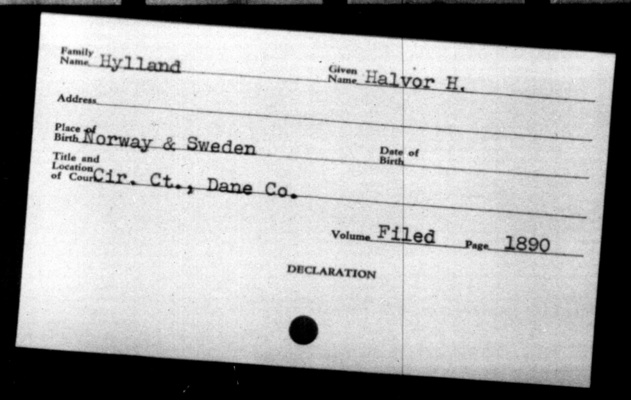 Family Name Hylland Given Name Halvor H.
Address
Place of Birth Norway & Sweden Date of Birth
Title and Location of Court Cir. Ct., Dane Co.
Volume Filed Page 1890
DECLARATION